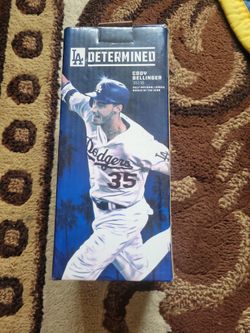 LA DETERMINED
CODY
BELLINGER
Dodgers
35